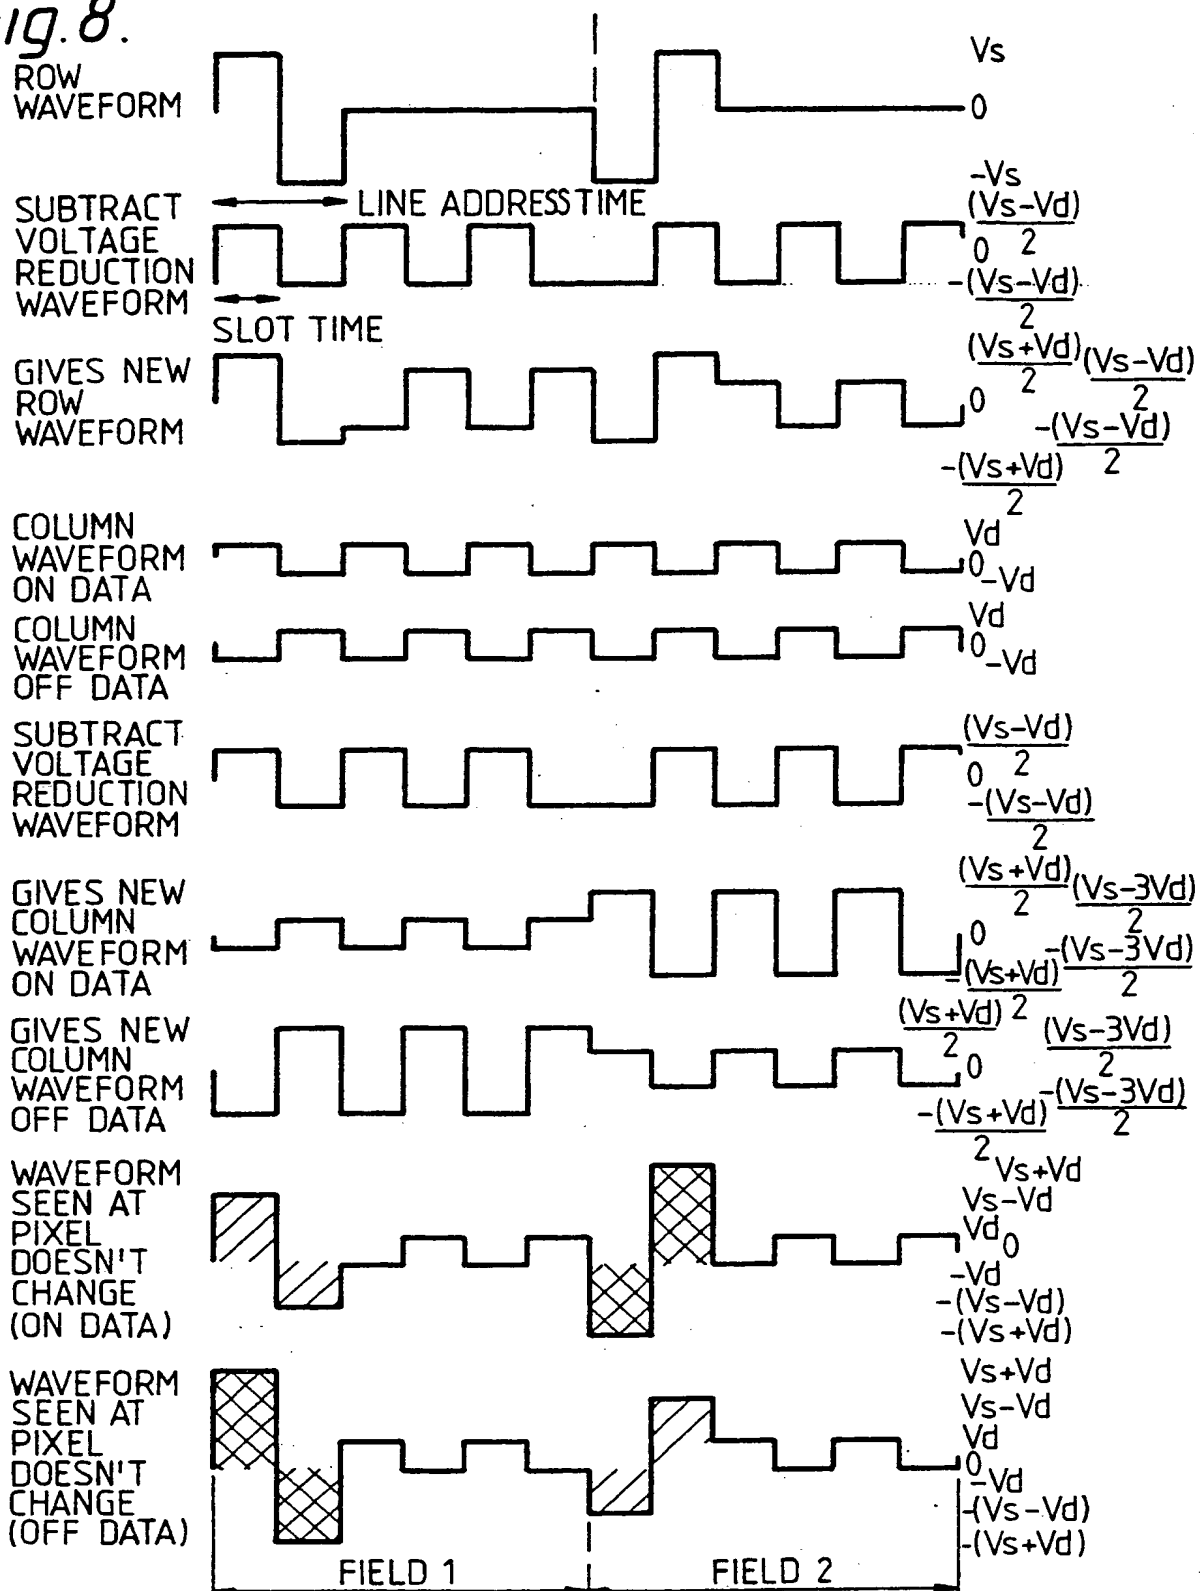 Fig. 8.
ROW
WAVEFORM
Vs
0
-Vs
LINE ADDRESS TIME
SUBTRACT
VOLTAGE
REDUCTION
WAVEFORM
(Vs-Vd)
2
0
-(Vs-Vd)
2
SLOT TIME
GIVES NEW
ROW
WAVEFORM
(Vs+Vd)
2
(Vs-Vd)
2
0
-(Vs-Vd)
2
-(Vs+Vd)
2
COLUMN
WAVEFORM
ON DATA
Vd
0
-Vd
COLUMN
WAVEFORM
OFF DATA
Vd
0
-Vd
SUBTRACT
VOLTAGE
REDUCTION
WAVEFORM
(Vs-Vd)
2
0
-(Vs-Vd)
2
GIVES NEW
COLUMN
WAVEFORM
ON DATA
(Vs+Vd)
2
(Vs-3Vd)
2
0
-(Vs-3Vd)
2
-(Vs+Vd)
2
GIVES NEW
COLUMN
WAVEFORM
OFF DATA
(Vs+Vd)
2
(Vs-3Vd)
2
0
-(Vs-3Vd)
2
-(Vs+Vd)
2
WAVEFORM
SEEN AT
PIXEL
DOESN'T
CHANGE
(ON DATA)
Vs+Vd
Vs-Vd
Vd
0
-Vd
-(Vs-Vd)
-(Vs+Vd)
WAVEFORM
SEEN AT
PIXEL
DOESN'T
CHANGE
(OFF DATA)
Vs+Vd
Vs-Vd
Vd
0
-Vd
-(Vs-Vd)
-(Vs+Vd)
FIELD 1
FIELD 2